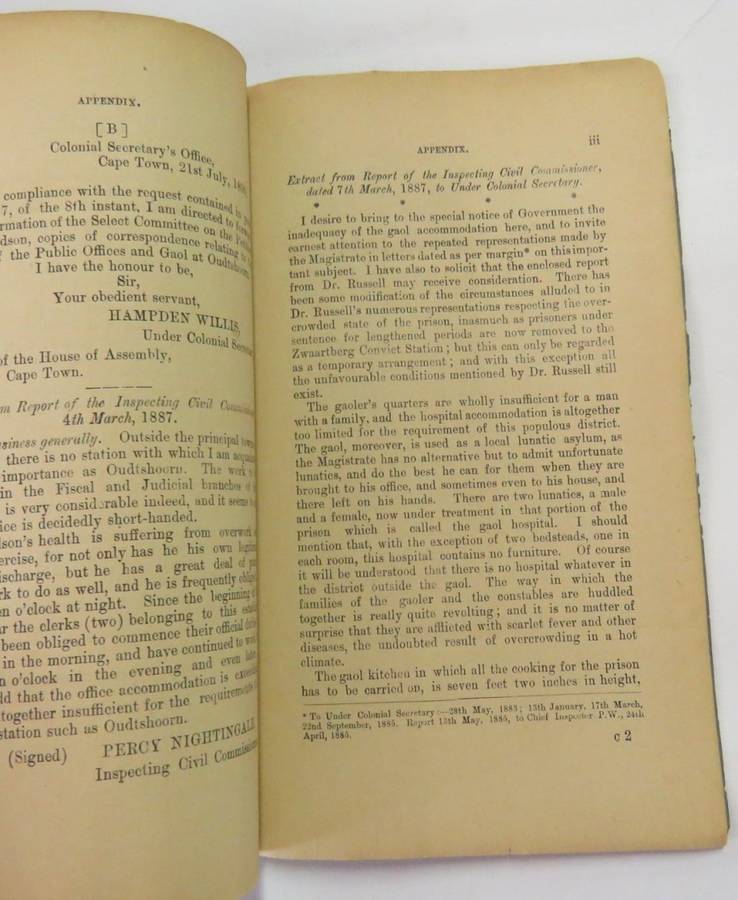 APPENDIX.
[B]
Colonial Secretary's Office,
Cape Town, 21st July,
compliance with the request contained in
7, of the 8th instant, I am directed to
rmation of the Select Committee on the
dson, copies of correspondence relating to
f the Public Offices and Gaol at Oudtshoorn
I have the honour to be,
Sir,
Your obedient servant,
HAMPDEN WILLIS,
Under Colonial
of the House of Assembly,
Cape Town.
m Report of the Inspecting Civil
4th March, 1887.
siness generally. Outside the principal
there is no station with which I am
importance as Oudtshoorn. The work
in the Fiscal and Judicial branches of
is very considerable indeed, and it seems
ice is decidedly short-handed.
lson's health is suffering from overwork
ercise, for not only has he his own
ischarge, but he has a great deal of
rk to do as well, and he is frequently
en o'clock at night. Since the beginning of
ar the clerks (two) belonging to this
been obliged to commence their official
in the morning, and have continued to
n o'clock in the evening and even
ld that the office accommodation is
together insufficient for the
station such as Oudtshoorn.
(Signed) PERCY NIGHTINGALE
Inspecting Civil
iii
APPENDIX.
Extract from Report of the Inspecting Civil Commissioner,
dated 7th March, 1887, to Under Colonial Secretary.
* * * *
I desire to bring to the special notice of Government the
inadequacy of the gaol accommodation here, and to invite
earnest attention to the repeated representations made by
the Magistrate in letters dated as per margin* on this impor-
tant subject. I have also to solicit that the enclosed report
from Dr. Russell may receive consideration. There has
been some modification of the circumstances alluded to in
Dr. Russell's numerous representations respecting the over-
crowded state of the prison, inasmuch as prisoners under
sentence for lengthened periods are now removed to the
Zwaartberg Convict Station; but this can only be regarded
as a temporary arrangement; and with this exception all
the unfavourable conditions mentioned by Dr. Russell still
exist.
The gaoler's quarters are wholly insufficient for a man
with a family, and the hospital accommodation is altogether
too limited for the requirement of this populous district.
The gaol, moreover, is used as a local lunatic asylum, as
the Magistrate has no alternative but to admit unfortunate
lunatics, and do the best he can for them when they are
brought to his office, and sometimes even to his house, and
there left on his hands. There are two lunatics, a male
and a female, now under treatment in that portion of the
prison which is called the gaol hospital. I should
mention that, with the exception of two bedsteads, one in
each room, this hospital contains no furniture. Of course
it will be understood that there is no hospital whatever in
the district outside the gaol. The way in which the
families of the gaoler and the constables are huddled
together is really quite revolting; and it is no matter of
surprise that they are afflicted with scarlet fever and other
diseases, the undoubted result of overcrowding in a hot
climate.
The gaol kitchen in which all the cooking for the prison
has to be carried on, is seven feet two inches in height,
* To Under Colonial Secretary:—28th May, 1883; 13th January, 17th March,
22nd September, 1885. Report 13th May, 1885, to Chief Inspector P.W., 24th
April, 1885.
C 2